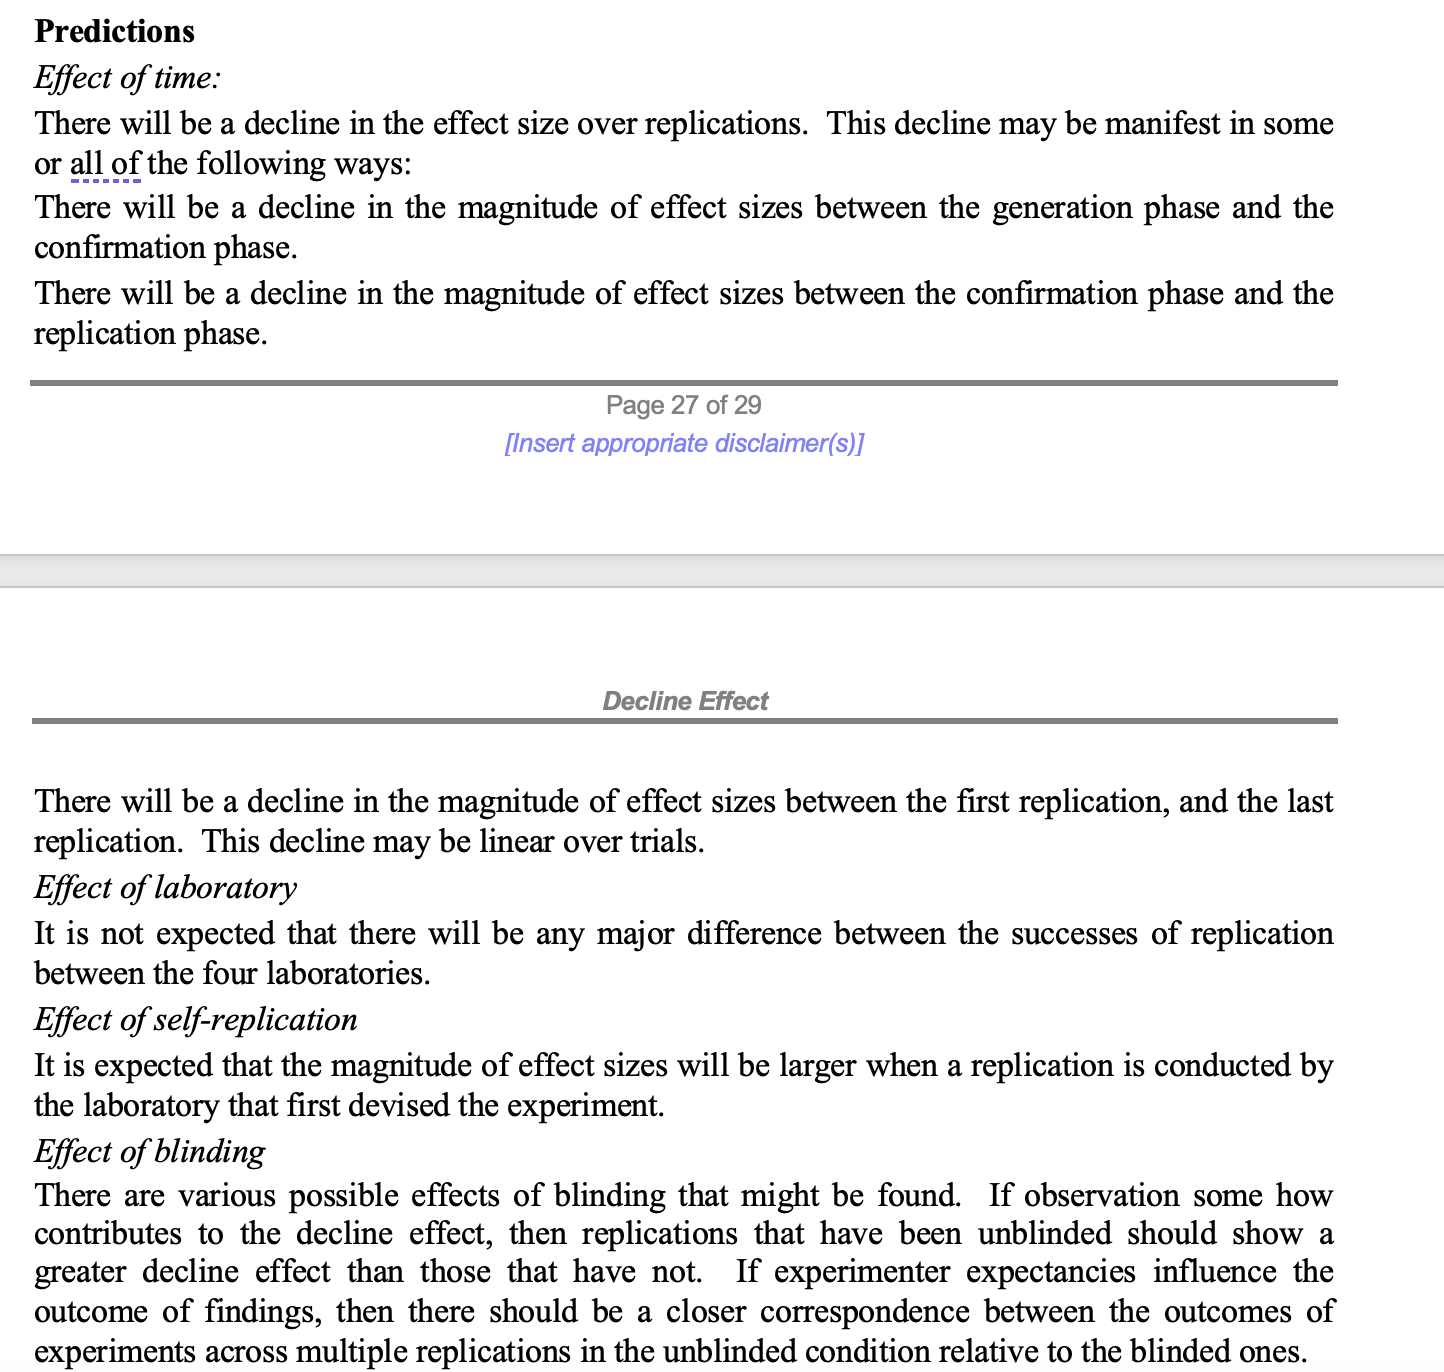 Predictions
Effect of time:
There will be a decline in the effect size over replications.  This decline may be manifest in some
or all of the following ways:
There will be a decline in the magnitude of effect sizes between the generation phase and the
confirmation phase.
There will be a decline in the magnitude of effect sizes between the confirmation phase and the
replication phase.
Page 27 of 29
[Insert appropriate disclaimer(s)]
Decline Effect
There will be a decline in the magnitude of effect sizes between the first replication, and the last
replication.  This decline may be linear over trials.
Effect of laboratory
It is not expected that there will be any major difference between the successes of replication
between the four laboratories.
Effect of self-replication
It is expected that the magnitude of effect sizes will be larger when a replication is conducted by
the laboratory that first devised the experiment.
Effect of blinding
There are various possible effects of blinding that might be found.  If observation some how
contributes to the decline effect, then replications that have been unblinded should show a
greater decline effect than those that have not.  If experimenter expectancies influence the
outcome of findings, then there should be a closer correspondence between the outcomes of
experiments across multiple replications in the unblinded condition relative to the blinded ones.